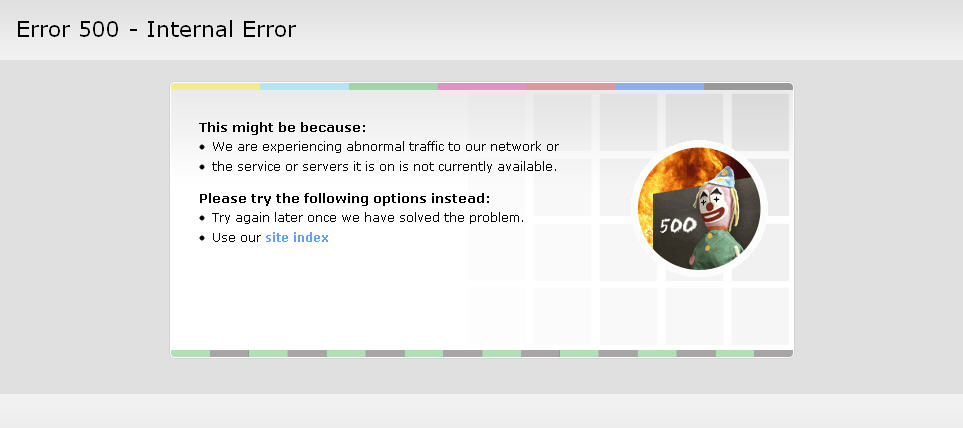 Error 500 - Internal Error
This might be because:
• We are experiencing abnormal traffic to our network or
• the service or servers it is on is not currently available.
Please try the following options instead:
• Try again later once we have solved the problem.
• Use our site index
500